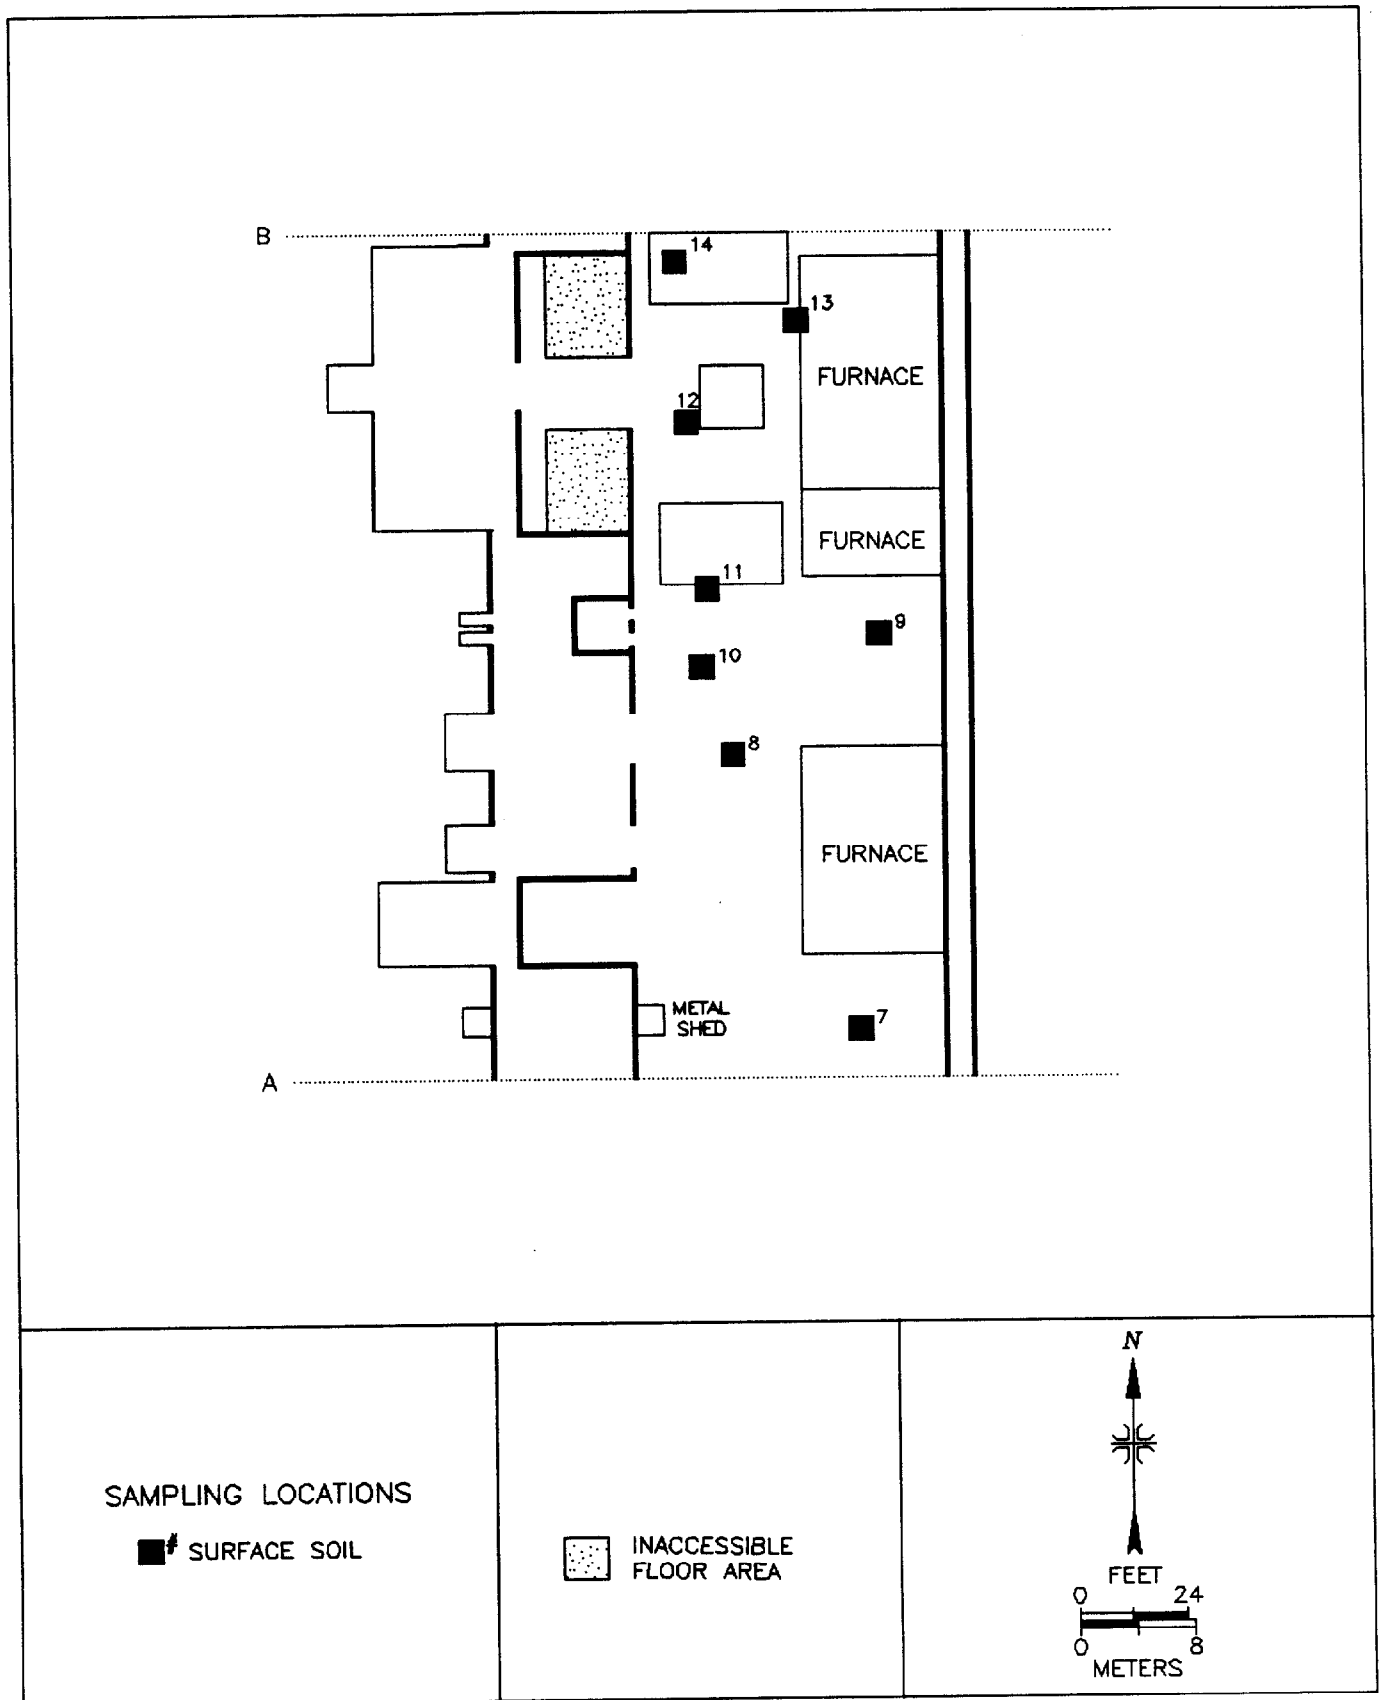 B
14
13
FURNACE
12
FURNACE
11
9
10
8
FURNACE
METAL
SHED
7
A
SAMPLING LOCATIONS
# SURFACE SOIL
INACCESSIBLE
FLOOR AREA
N
FEET
0 24
0 8
METERS